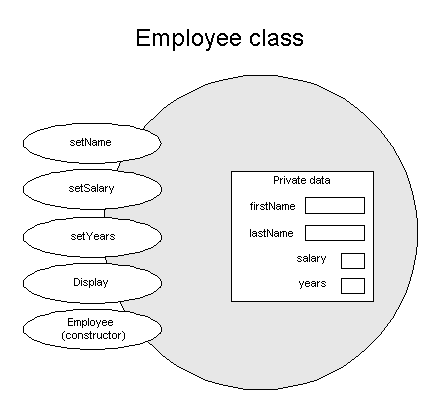 Employee class
setName
setSalary
setYears
Display
Employee
(constructor)
Private data
firstName
lastName
salary
years